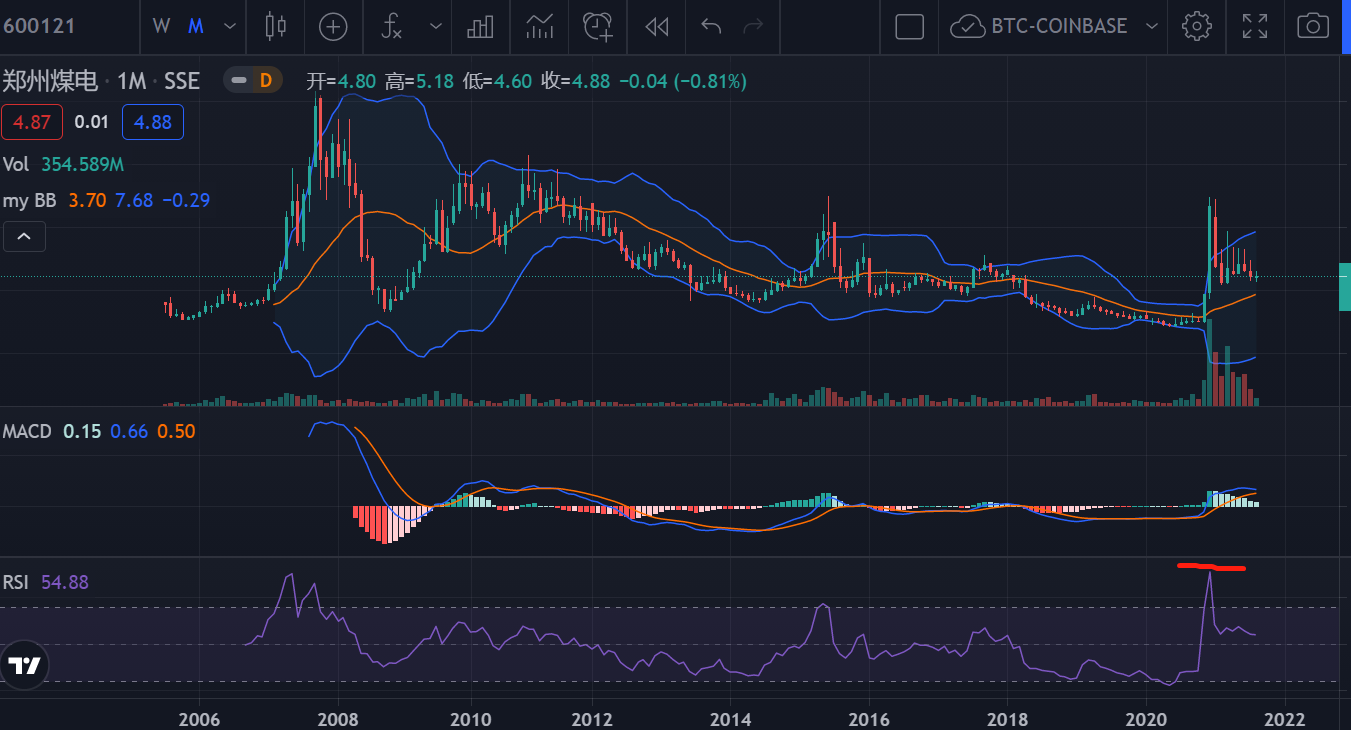 600121 W M BTC-COINBASE
郑州煤电 · 1M · SSE D 开=4.80 高=5.18 低=4.60 收=4.88 −0.04 (−0.81%)
4.87 0.01 4.88
Vol 354.589M
my BB 3.70 7.68 −0.29
MACD 0.15 0.66 0.50
RSI 54.88
2006 2008 2010 2012 2014 2016 2018 2020 2022